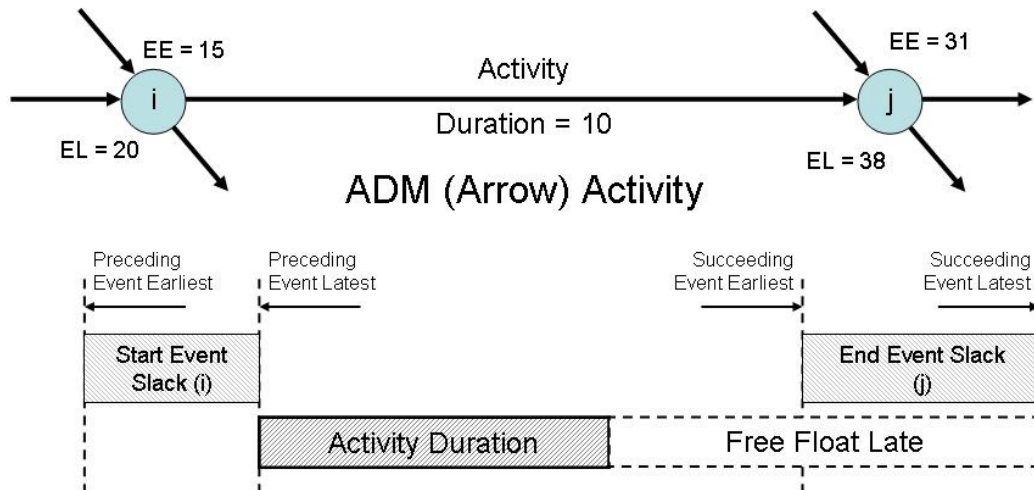 EE = 15
i
EL = 20
Activity
Duration = 10
EE = 31
j
EL = 38
ADM (Arrow) Activity
Preceding
Event Earliest
Preceding
Event Latest
Succeeding
Event Earliest
Succeeding
Event Latest
Start Event
Slack (i)
End Event Slack
(j)
Activity Duration
Free Float Late